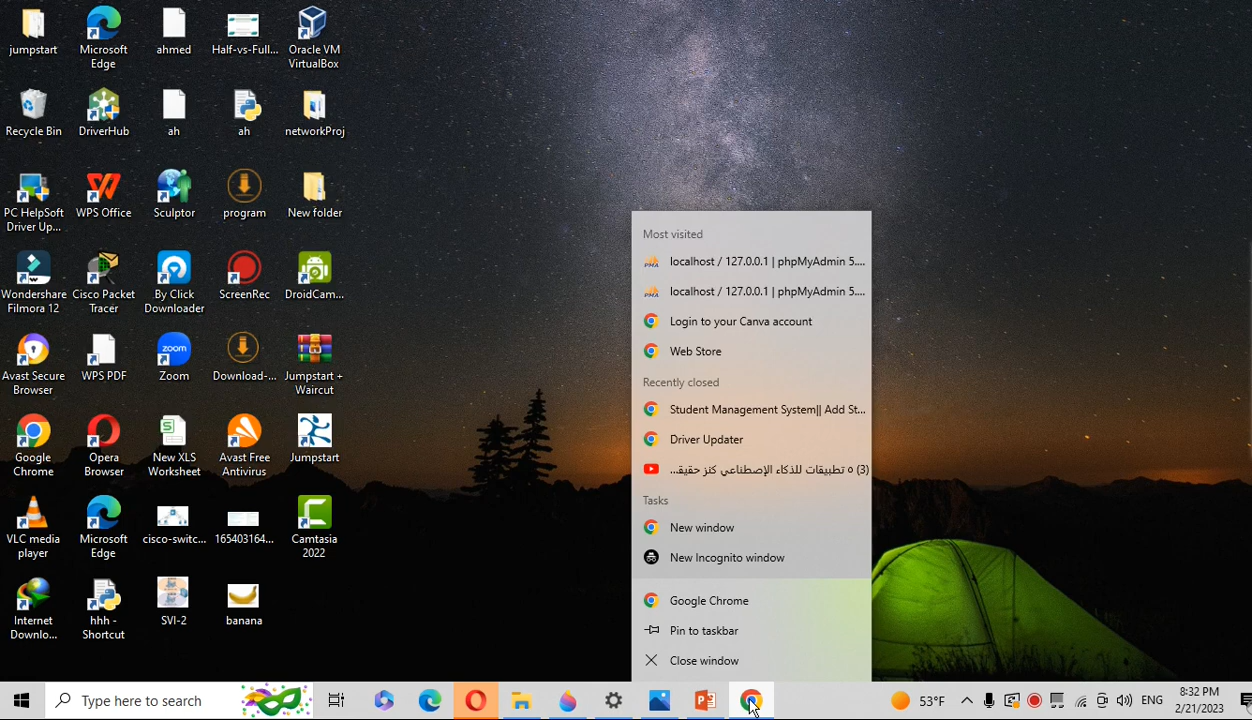 jumpstart
Microsoft
Edge
ahmed
Half-vs-Full...
Oracle VM
VirtualBox
Recycle Bin
DriverHub
ah
ah
networkProj
PC HelpSoft
Driver Up...
WPS Office
Sculptor
program
New folder
Wondershare
Filmora 12
Cisco Packet
Tracer
By Click
Downloader
ScreenRec
DroidCam...
Avast Secure
Browser
WPS PDF
Zoom
Download-...
Jumpstart +
Waircut
Google
Chrome
Opera
Browser
New XLS
Worksheet
Avast Free
Antivirus
Jumpstart
VLC media
player
Microsoft
Edge
cisco-switc...
165403164...
Camtasia
2022
Internet
Downlo...
hhh -
Shortcut
SVI-2
banana
Most visited
localhost / 127.0.0.1 | phpMyAdmin 5....
localhost / 127.0.0.1 | phpMyAdmin 5....
Login to your Canva account
Web Store
Recently closed
Student Management System|| Add St...
Driver Updater
(3) ٥ تطبيقات للذكاء الإصطناعي كنز حقيقـ...
Tasks
New window
New Incognito window
Google Chrome
Pin to taskbar
Close window
Type here to search
53°F
ENG
8:32 PM
2/21/2023